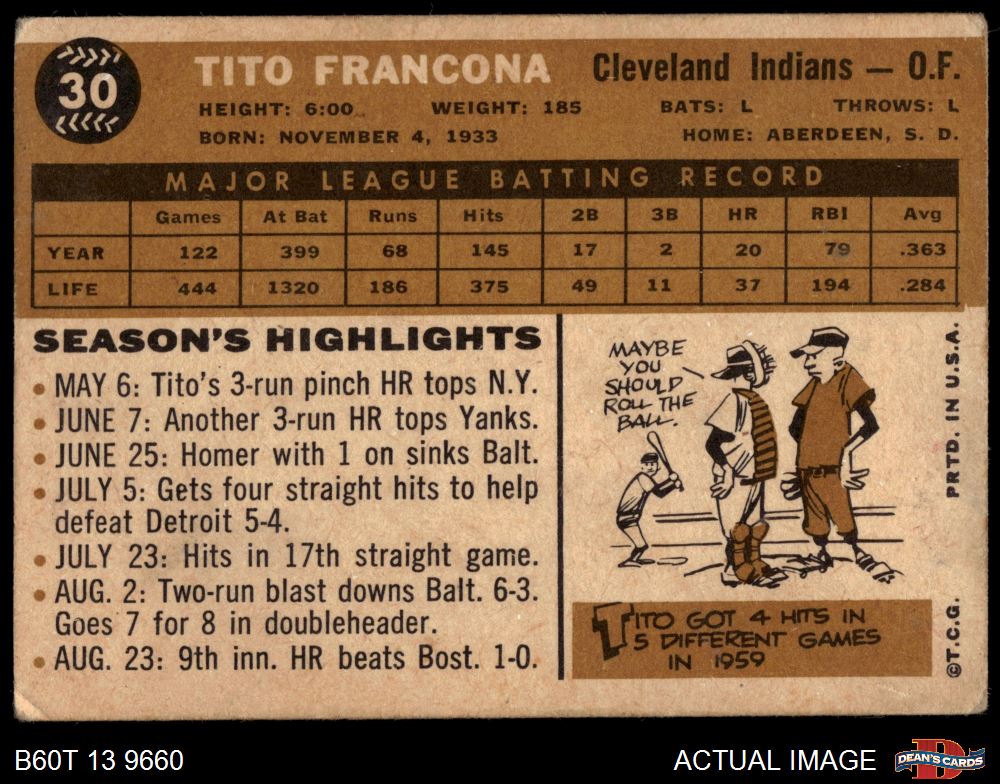 30
TITO FRANCONA Cleveland Indians — O.F.
HEIGHT: 6:00 WEIGHT: 185 BATS: L THROWS: L
BORN: NOVEMBER 4, 1933 HOME: ABERDEEN, S. D.
MAJOR LEAGUE BATTING RECORD
Games At Bat Runs Hits 2B 3B HR RBI Avg
YEAR 122 399 68 145 17 2 20 79 .363
LIFE 444 1320 186 375 49 11 37 194 .284
SEASON'S HIGHLIGHTS
• MAY 6: Tito's 3-run pinch HR tops N.Y.
• JUNE 7: Another 3-run HR tops Yanks.
• JUNE 25: Homer with 1 on sinks Balt.
• JULY 5: Gets four straight hits to help
defeat Detroit 5-4.
• JULY 23: Hits in 17th straight game.
• AUG. 2: Two-run blast downs Balt. 6-3.
Goes 7 for 8 in doubleheader.
• AUG. 23: 9th inn. HR beats Bost. 1-0.
MAYBE
YOU
SHOULD
ROLL THE
BALL.
TITO GOT 4 HITS IN
5 DIFFERENT GAMES
IN 1959
©T.C.G. PRTD. IN U.S.A.
B60T 13 9660 ACTUAL IMAGE
DEAN'S CARDS